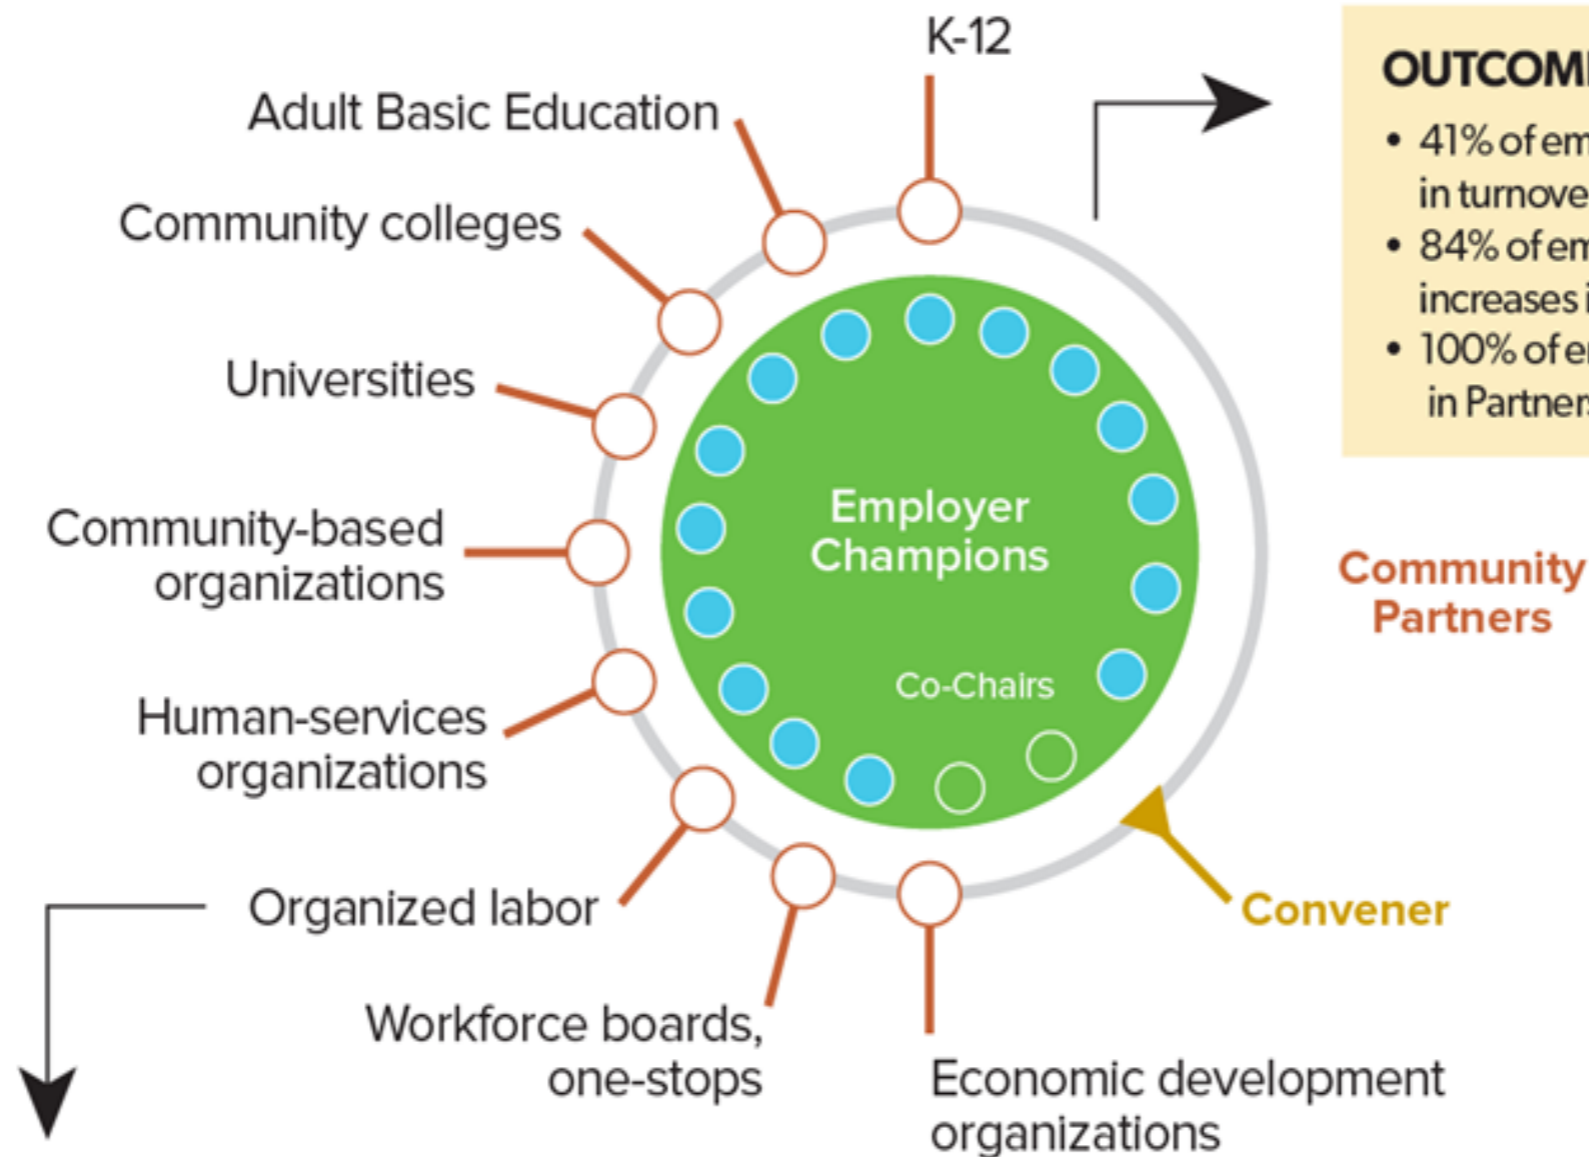 K-12
Adult Basic Education
Community colleges
Universities
Community-based
organizations
Human-services
organizations
Organized labor
Workforce boards,
one-stops
Economic development
organizations
Convener
Employer
Champions
Co-Chairs
• 41% of
in
• 84% of
increases
• 100% of
in
Community
Partners